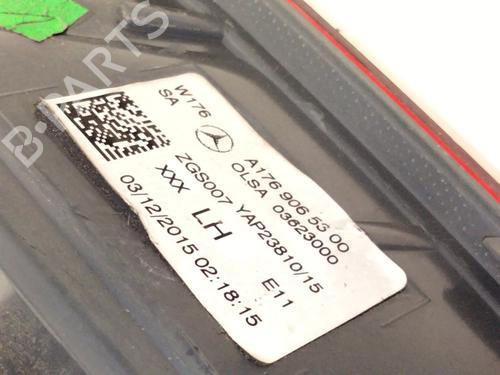 B-PARTS
W176
SA
A176 906 53 00
OLSA 03623000
ZGS007 YAP23810/15
XXX LH E11
03/12/2015 02:18:15